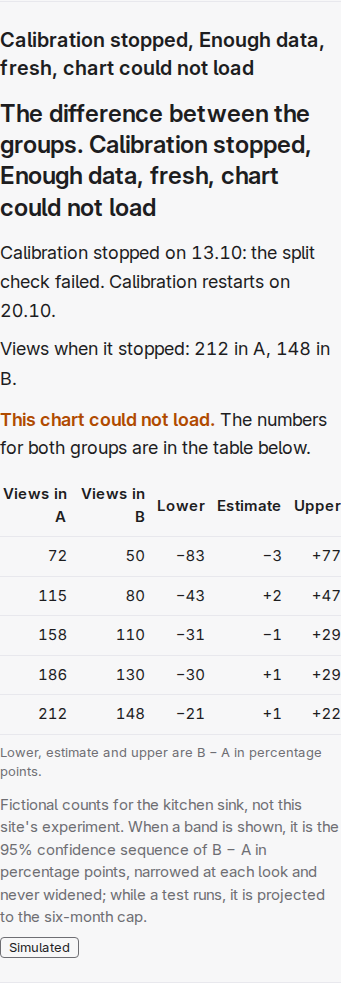 Calibration stopped, Enough data,
fresh, chart could not load
The difference between the
groups. Calibration stopped,
Enough data, fresh, chart
could not load
Calibration stopped on 13.10: the split
check failed. Calibration restarts on
20.10.
Views when it stopped: 212 in A, 148 in
B.
This chart could not load. The numbers
for both groups are in the table below.
Views in A Views in B Lower Estimate Upper
72 50 −83 −3 +77
115 80 −43 +2 +47
158 110 −31 −1 +29
186 130 −30 +1 +29
212 148 −21 +1 +22
Lower, estimate and upper are B − A in percentage
points.
Fictional counts for the kitchen sink, not this
site's experiment. When a band is shown, it is the
95% confidence sequence of B − A in
percentage points, narrowed at each look and
never widened; while a test runs, it is projected
to the six-month cap.
Simulated